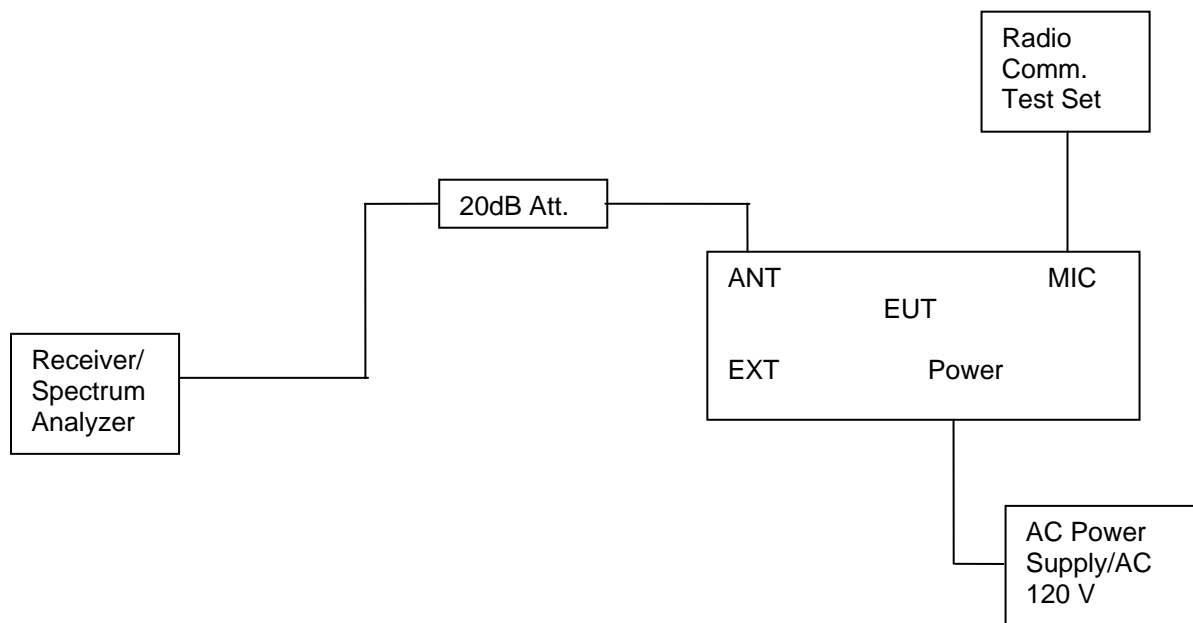 Radio
Comm.
Test Set
20dB Att.
ANT
MIC
EUT
EXT
Power
Receiver/
Spectrum
Analyzer
AC Power
Supply/AC
120 V